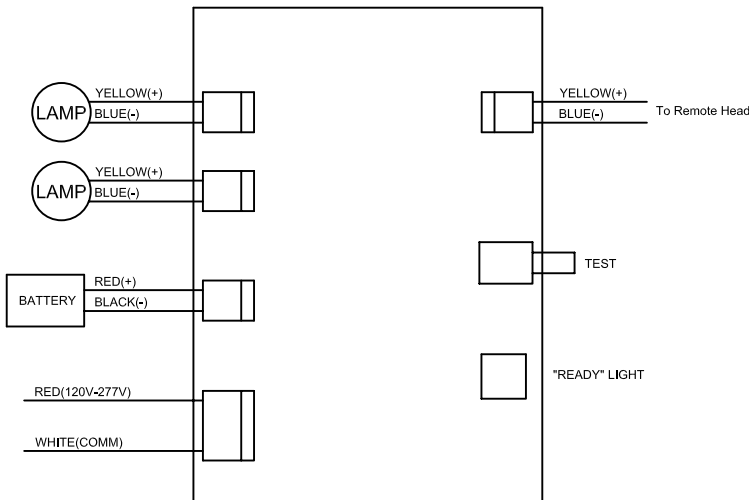 YELLOW(+)
LAMP
BLUE(-)
YELLOW(+)
LAMP
BLUE(-)
RED(+)
BATTERY
BLACK(-)
RED(120V-277V)
WHITE(COMM)
YELLOW(+)
BLUE(-)
To Remote Head
TEST
"READY" LIGHT